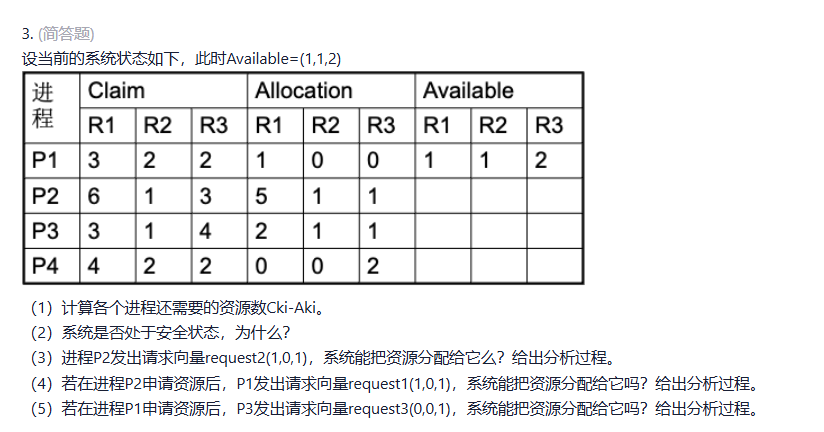 3. (简答题)
设当前的系统状态如下，此时Available=(1,1,2)
进程 Claim Allocation Available
R1 R2 R3 R1 R2 R3 R1 R2 R3
P1 3 2 2 1 0 0 1 1 2
P2 6 1 3 5 1 1
P3 3 1 4 2 1 1
P4 4 2 2 0 0 2
（1）计算各个进程还需要的资源数Cki-Aki。
（2）系统是否处于安全状态，为什么？
（3）进程P2发出请求向量request2(1,0,1)，系统能把资源分配给它么？给出分析过程。
（4）若在进程P2申请资源后，P1发出请求向量request1(1,0,1)，系统能把资源分配给它吗？给出分析过程。
（5）若在进程P1申请资源后，P3发出请求向量request3(0,0,1)，系统能把资源分配给它吗？给出分析过程。